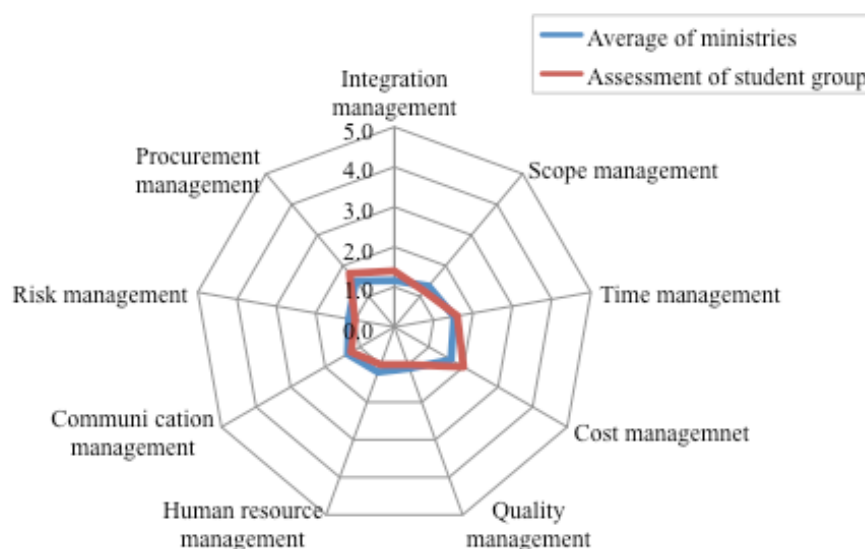 Average of ministries
Assessment of student group
Integration
management
5.0
4.0
3.0
2.0
1.0
0.0
Scope management
Time management
Cost managemnet
Quality
management
Human resource
management
Communi cation
management
Risk management
Procurement
management